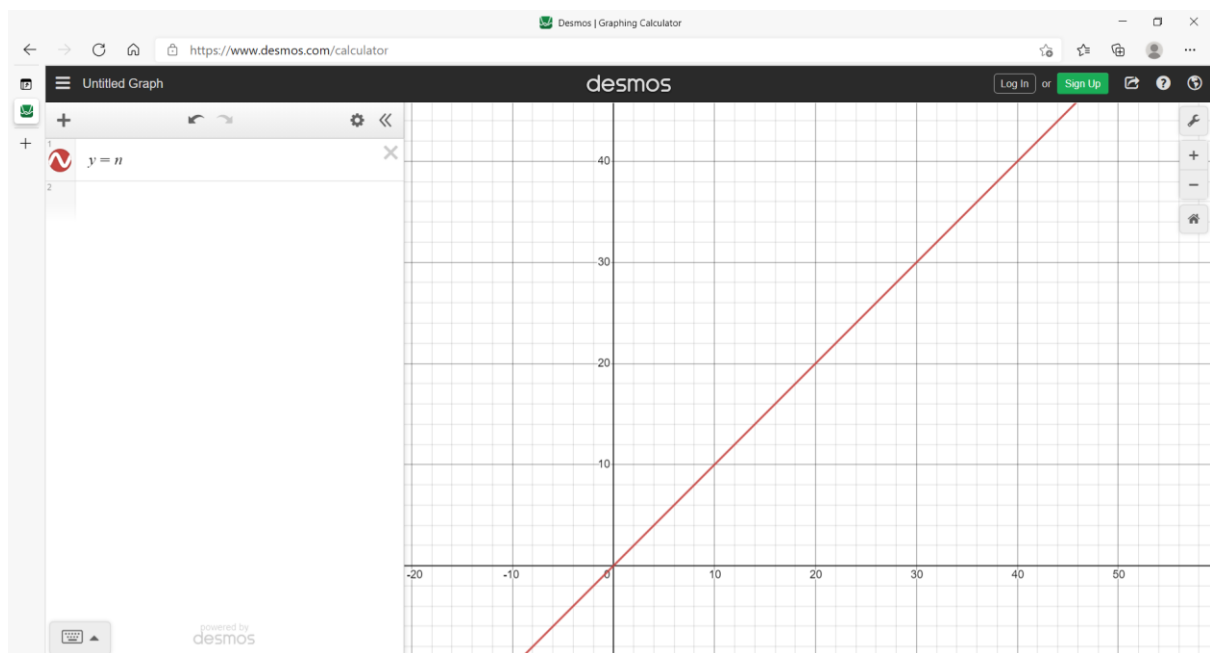 Desmos | Graphing Calculator
https://www.desmos.com/calculator
Untitled Graph
desmos
Log In or Sign Up
1
y = n
2
40
30
20
10
-20 -10 0 10 20 30 40 50
powered by
desmos